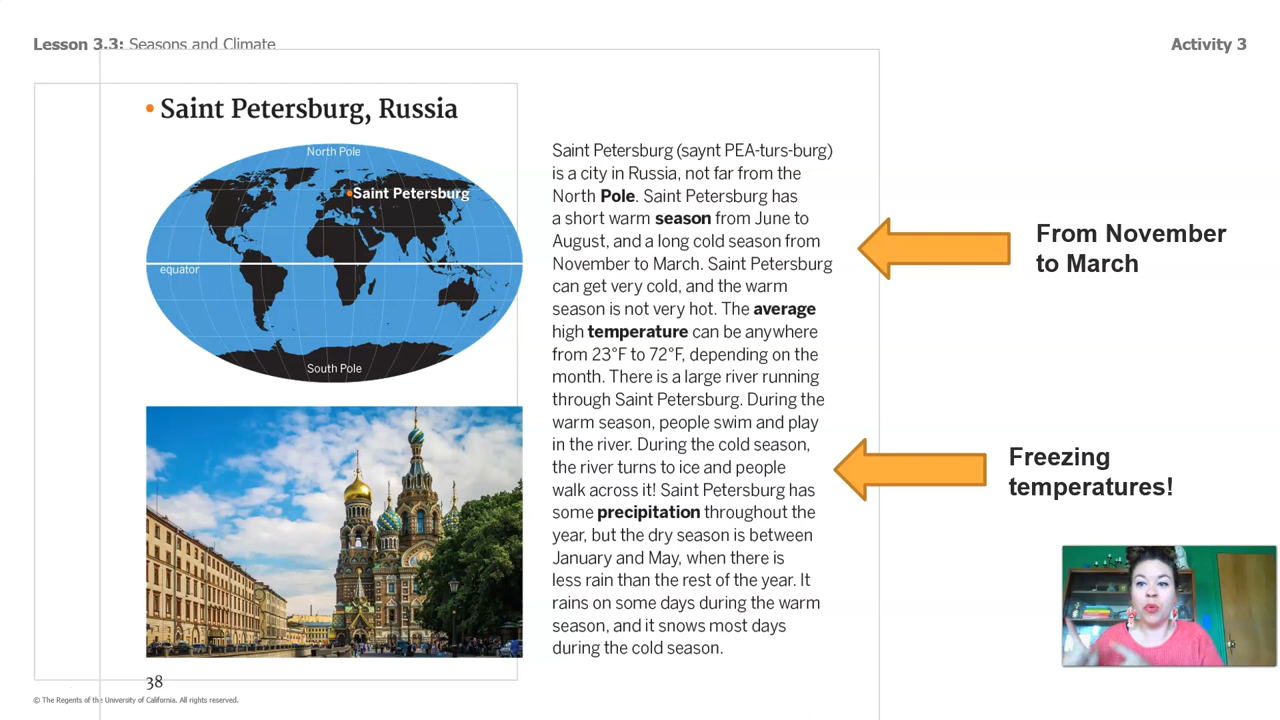 Lesson 3.3: Seasons and Climate
Activity 3
• Saint Petersburg, Russia
North Pole
Saint Petersburg
equator
South Pole
Saint Petersburg (saynt PEA-turs-burg)
is a city in Russia, not far from the
North Pole. Saint Petersburg has
a short warm season from June to
August, and a long cold season from
November to March. Saint Petersburg
can get very cold, and the warm
season is not very hot. The average
high temperature can be anywhere
from 23°F to 72°F, depending on the
month. There is a large river running
through Saint Petersburg. During the
warm season, people swim and play
in the river. During the cold season,
the river turns to ice and people
walk across it! Saint Petersburg has
some precipitation throughout the
year, but the dry season is between
January and May, when there is
less rain than the rest of the year. It
rains on some days during the warm
season, and it snows most days
during the cold season.
From November
to March
Freezing
temperatures!
38
© The Regents of the University of California. All rights reserved.